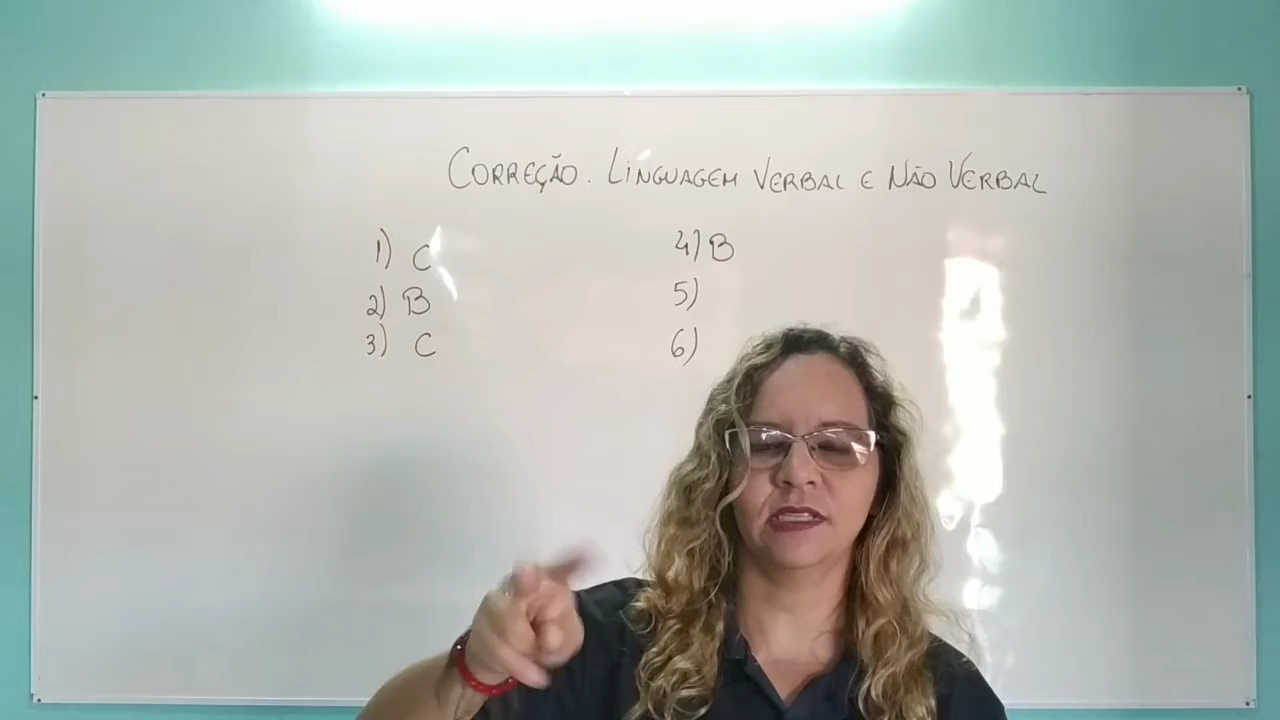 CORREÇÃO. LINGUAGEM VERBAL E NÃO VERBAL
1) C
2) B
3) C
4) B
5)
6)